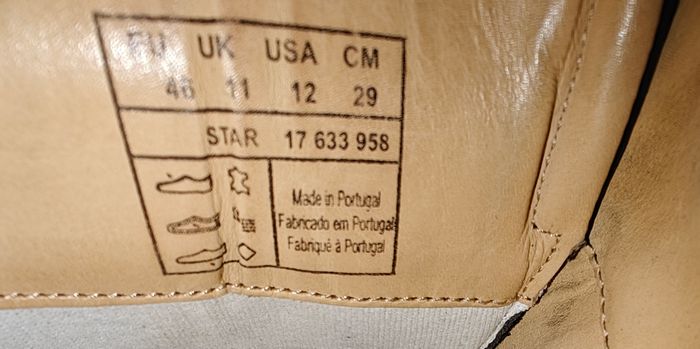 EU UK USA CM
46 11 12 29
STAR 17 633 958
Made in Portugal
Fabricado em Portugal
Fabriqué à Portugal